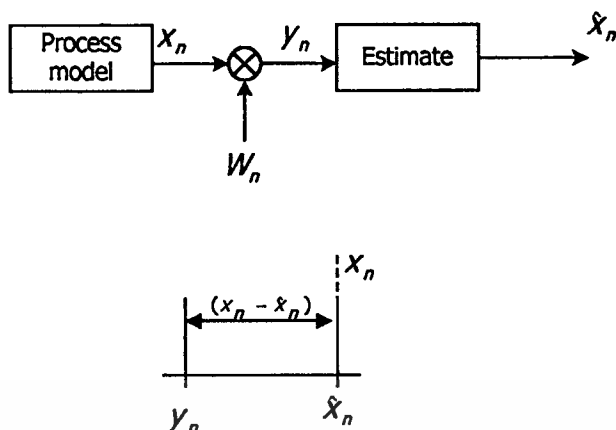 Process
model
x_n
y_n
Estimate
x̂_n
W_n
x_n
(x_n - x̂_n)
y_n
x̂_n